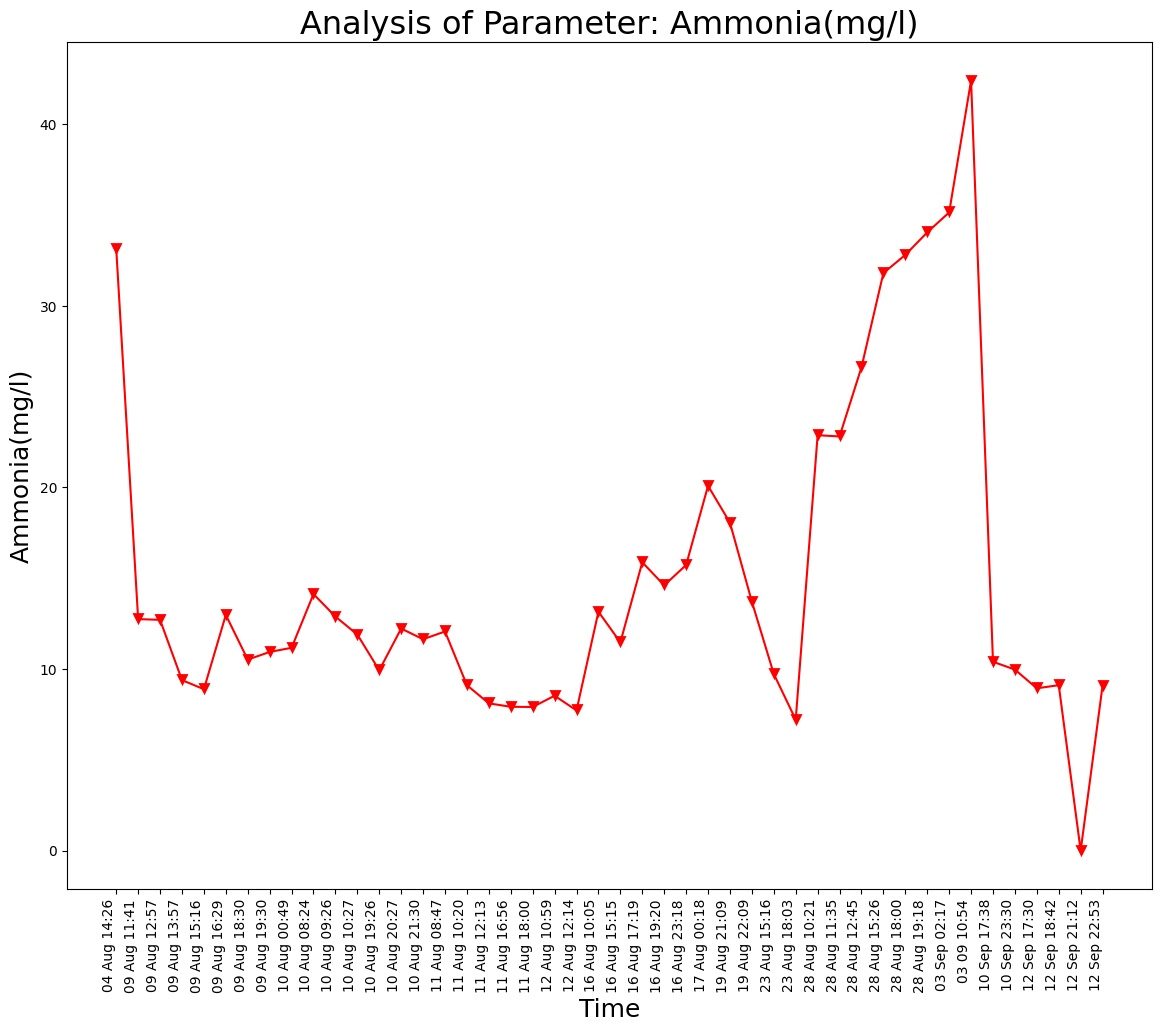 Analysis of Parameter: Ammonia(mg/l)
Ammonia(mg/l)
40
30
20
10
0
04 Aug 14:26
09 Aug 11:41
09 Aug 12:57
09 Aug 13:57
09 Aug 15:16
09 Aug 16:29
09 Aug 18:30
09 Aug 19:30
10 Aug 00:49
10 Aug 08:24
10 Aug 09:26
10 Aug 10:27
10 Aug 19:26
10 Aug 20:27
10 Aug 21:30
11 Aug 08:47
11 Aug 10:20
11 Aug 12:13
11 Aug 16:56
11 Aug 18:00
12 Aug 10:59
12 Aug 12:14
16 Aug 10:05
16 Aug 15:15
16 Aug 17:19
16 Aug 19:20
16 Aug 23:18
17 Aug 00:18
19 Aug 21:09
19 Aug 22:09
23 Aug 15:16
23 Aug 18:03
28 Aug 10:21
28 Aug 11:35
28 Aug 12:45
28 Aug 15:26
28 Aug 18:00
28 Aug 19:18
03 Sep 02:17
03 09 10:54
10 Sep 17:38
10 Sep 23:30
12 Sep 17:30
12 Sep 18:42
12 Sep 21:12
12 Sep 22:53
Time